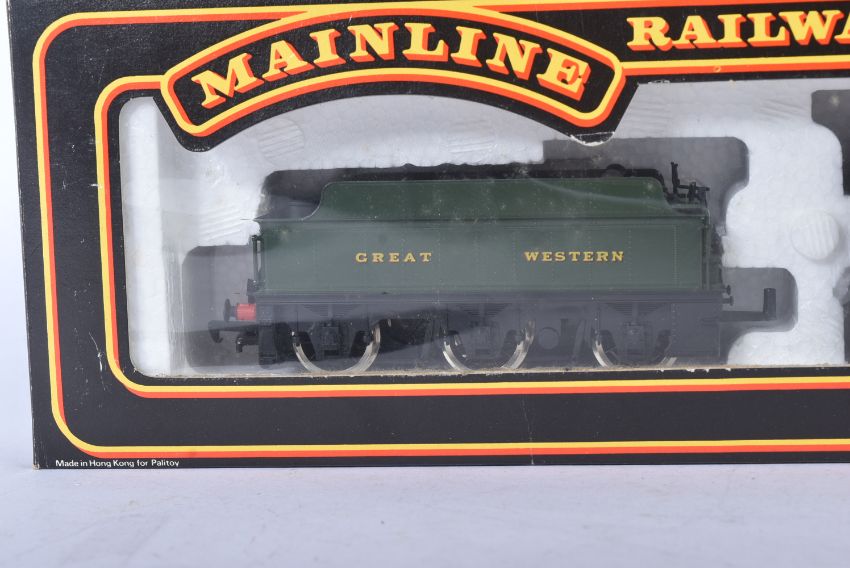 MAINLINE
RAILWA
GREAT WESTERN
Made in Hong Kong for Palitoy